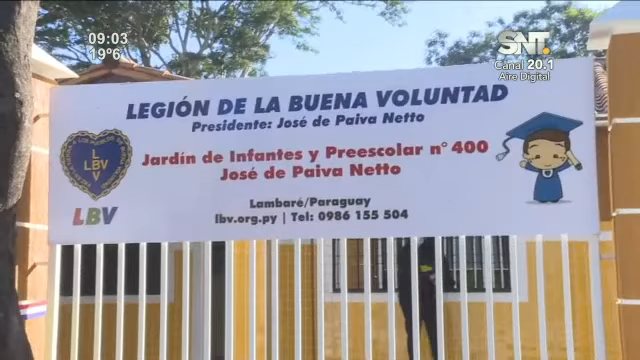 09:03
19°6
SNT
Canal 20.1
Aire Digital
LEGIÓN DE LA BUENA VOLUNTAD
Presidente: José de Paiva Netto
L
LBV
V
Jardín de Infantes y Preescolar n° 400
José de Paiva Netto
LBV
Lambaré/Paraguay
lbv.org.py | Tel: 0986 155 504